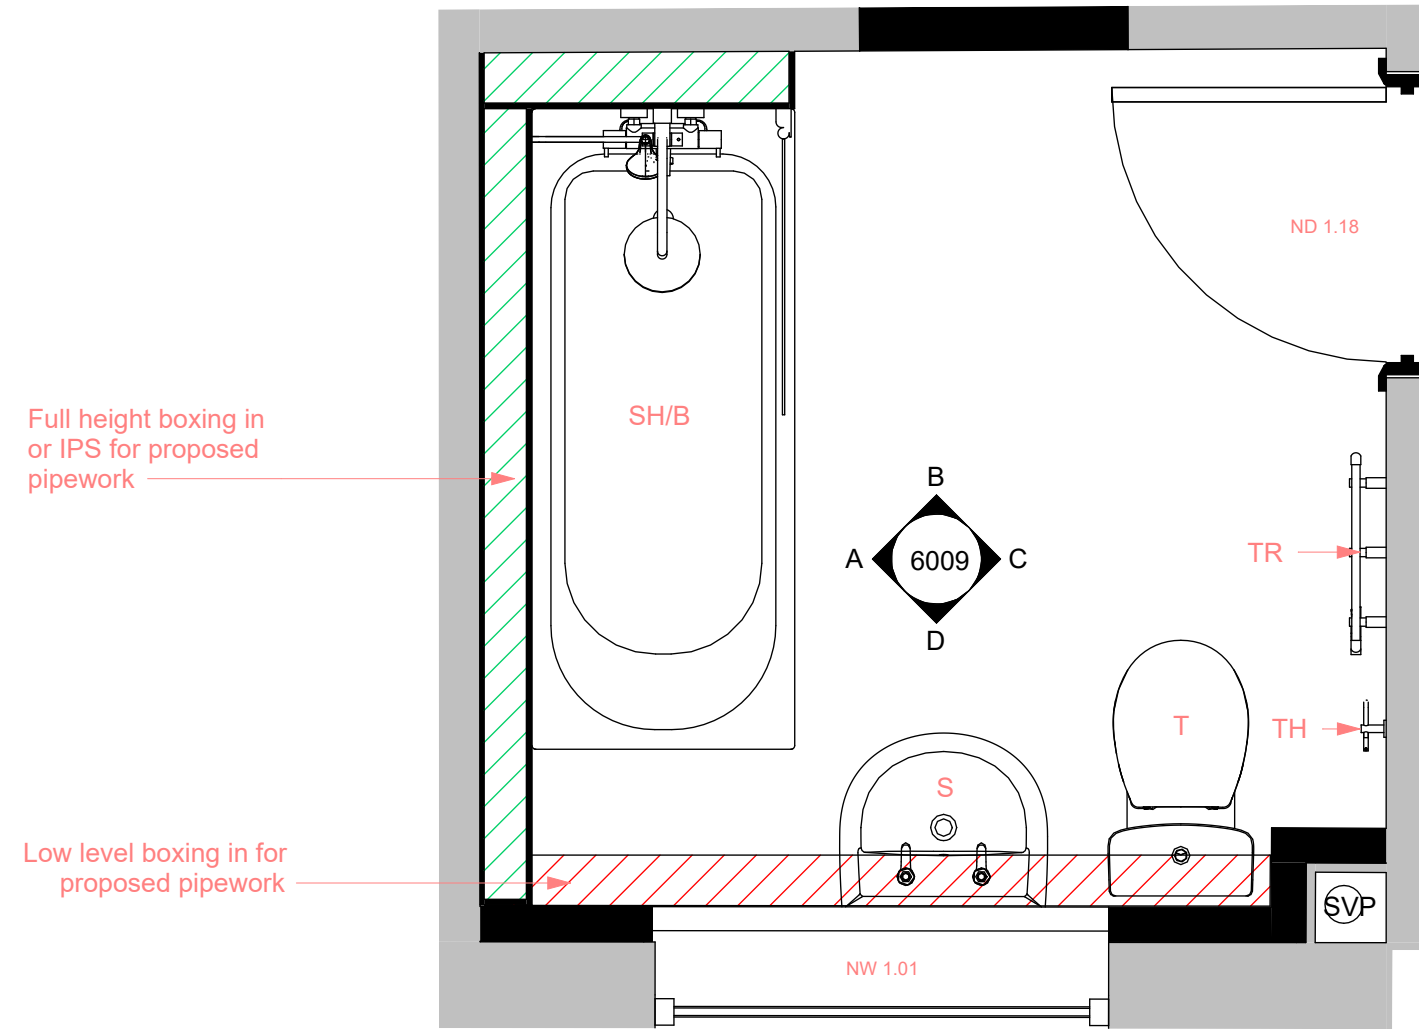 ND 1.18
Full height boxing in
or IPS for proposed
pipework
SH/B
B
A
6009
C
D
TR
T
TH
S
Low level boxing in for
proposed pipework
SVP
NW 1.01